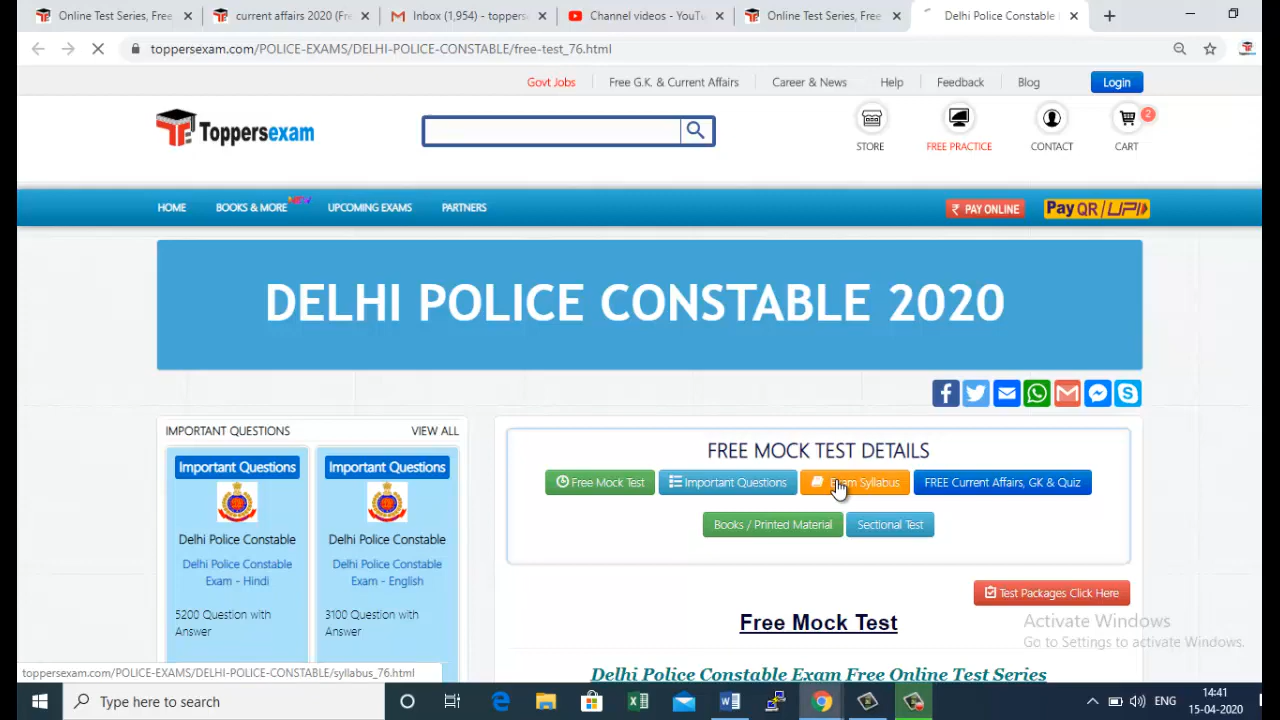 Online Test Series, Free
current affairs 2020 (Fre
Inbox (1,954) - toppers
Channel videos - YouTu
Online Test Series, Free
Delhi Police Constable
toppersexam.com/POLICE-EXAMS/DELHI-POLICE-CONSTABLE/free-test_76.html
Govt Jobs
Free G.K. & Current Affairs
Career & News
Help
Feedback
Blog
Login
Toppersexam
STORE
FREE PRACTICE
CONTACT
CART
2
HOME
BOOKS & MORE NEW
UPCOMING EXAMS
PARTNERS
₹ PAY ONLINE
Pay QR/UPI
DELHI POLICE CONSTABLE 2020
IMPORTANT QUESTIONS
VIEW ALL
Important Questions
Delhi Police Constable
Delhi Police Constable
Exam - Hindi
5200 Question with
Answer
Important Questions
Delhi Police Constable
Delhi Police Constable
Exam - English
3100 Question with
Answer
FREE MOCK TEST DETAILS
Free Mock Test
Important Questions
Exam Syllabus
FREE Current Affairs, GK & Quiz
Books / Printed Material
Sectional Test
Test Packages Click Here
Free Mock Test
Delhi Police Constable Exam Free Online Test Series
Activate Windows
Go to Settings to activate Windows.
toppersexam.com/POLICE-EXAMS/DELHI-POLICE-CONSTABLE/syllabus_76.html
Type here to search
ENG
14:41
15-04-2020